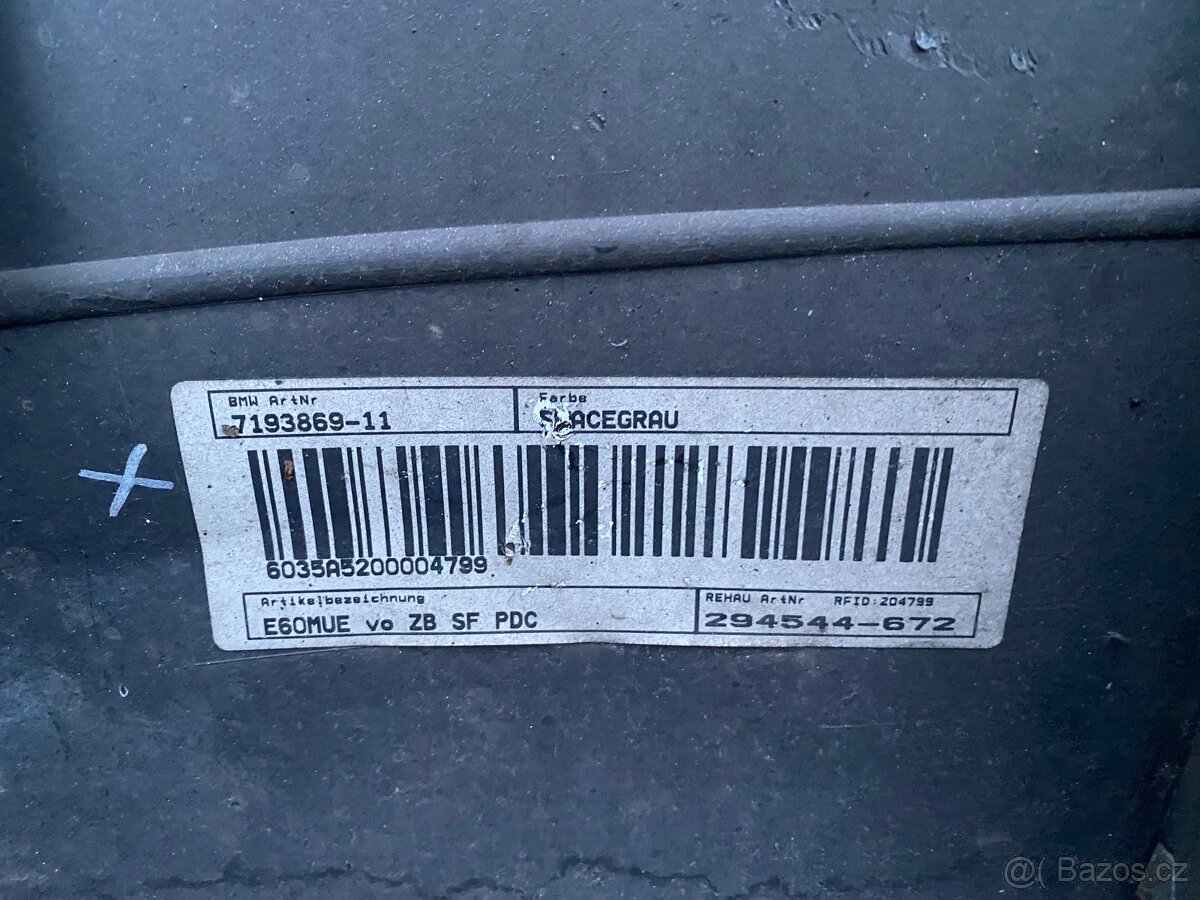 BMW ArtNr
7193869-11
Farbe
SPACEGRAU
6035A5200004799
Artikelbezeichnung
E60MUE vo ZB SF PDC
REHAU ArtNr RFID:204799
294544-672
@( Bazos.cz